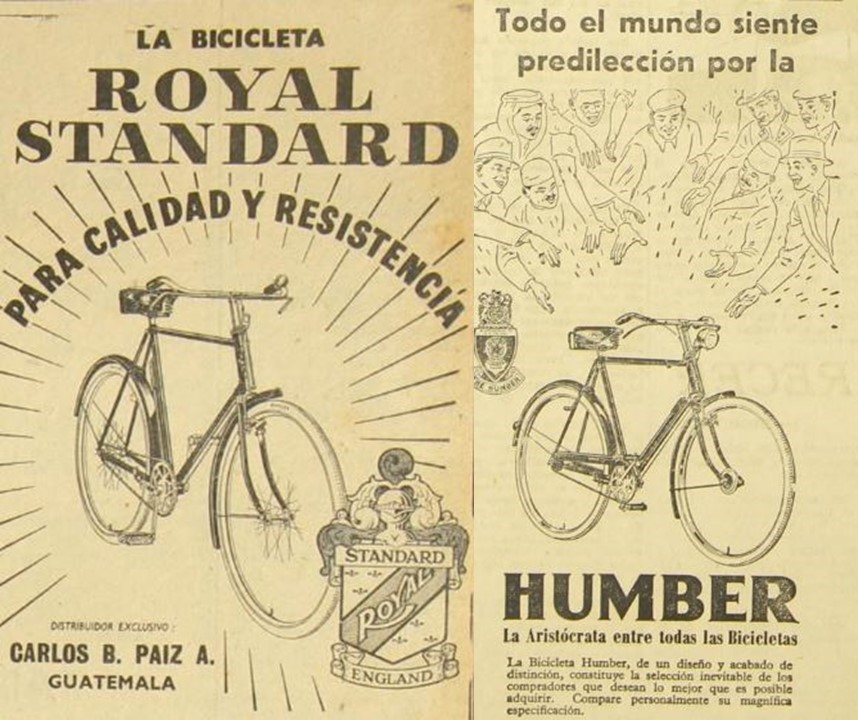 LA BICICLETA
ROYAL
STANDARD
PARA CALIDAD Y RESISTENCIA
STANDARD
ROYAL
ENGLAND
DISTRIBUIDOR EXCLUSIVO:
CARLOS B. PAIZ A.
GUATEMALA
Todo el mundo siente
predilección por la
THE HUMBER
HUMBER
La Aristócrata entre todas las Bicicletas
La Bicicleta Humber, de un diseño y acabado de
distinción, constituye la selección inevitable de los
compradores que desean lo mejor que es posible
adquirir. Compare personalmente su magnífica
especificación.